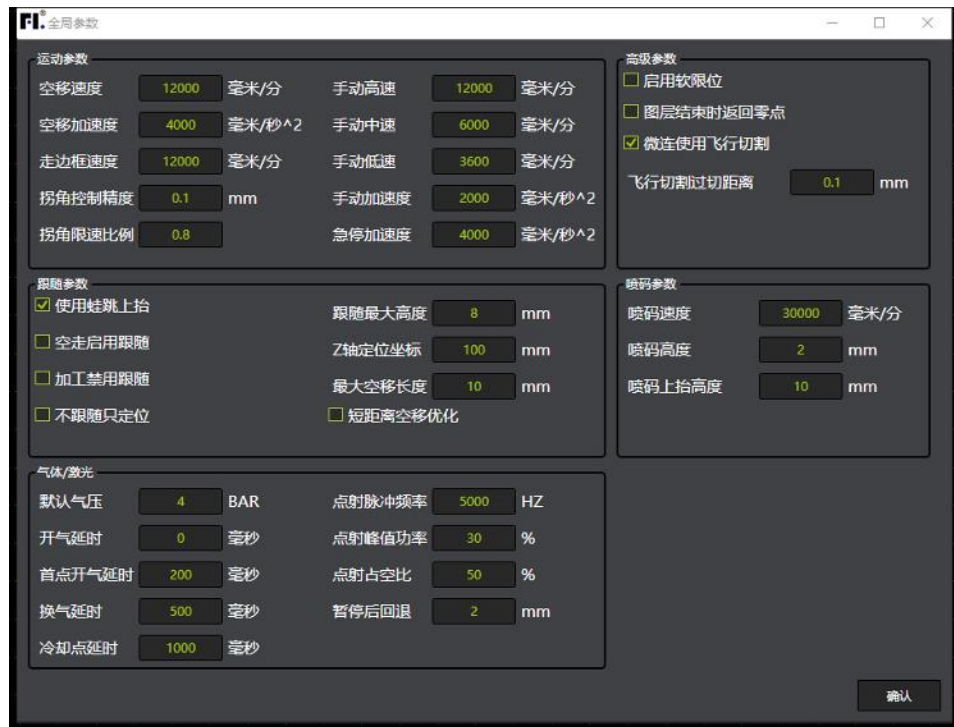 FL® 全局参数
运动参数
空移速度 12000 毫米/分 手动高速 12000 毫米/分
空移加速度 4000 毫米/秒^2 手动中速 6000 毫米/分
走边框速度 12000 毫米/分 手动低速 3600 毫米/分
拐角控制精度 0.1 mm 手动加速度 2000 毫米/秒^2
拐角限速比例 0.8 急停加速度 4000 毫米/秒^2
高级参数
启用软限位
图层结束时返回零点
微连使用飞行切割
飞行切割过切距离 0.1 mm
跟随参数
使用蛙跳上抬 跟随最大高度 8 mm
空走启用跟随 Z轴定位坐标 100 mm
加工禁用跟随 最大空移长度 10 mm
不跟随只定位 短距离空移优化
喷码参数
喷码速度 30000 毫米/分
喷码高度 2 mm
喷码上抬高度 10 mm
气体/激光
默认气压 4 BAR 点射脉冲频率 5000 HZ
开气延时 0 毫秒 点射峰值功率 30 %
首点开气延时 200 毫秒 点射占空比 50 %
换气延时 500 毫秒 暂停后回退 2 mm
冷却点延时 1000 毫秒
确认